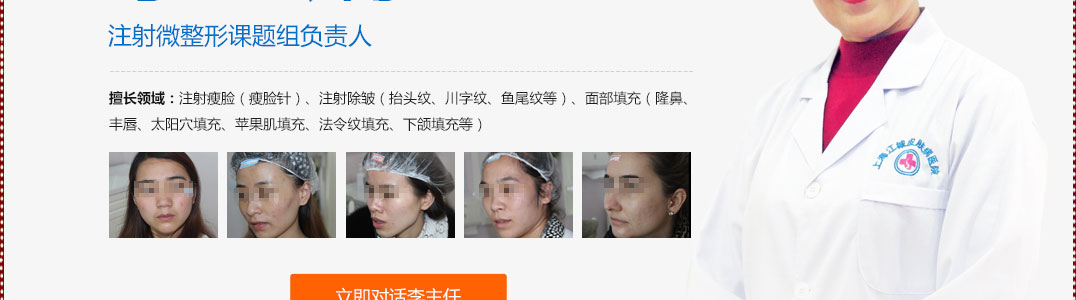 注射微整形课题组负责人
擅长领域：注射瘦脸（瘦脸针）、注射除皱（抬头纹、川字纹、鱼尾纹等）、面部填充（隆鼻、
丰唇、太阳穴填充、苹果肌填充、法令纹填充、下颌填充等）
上海江城皮肤病医院
立即对话李主任